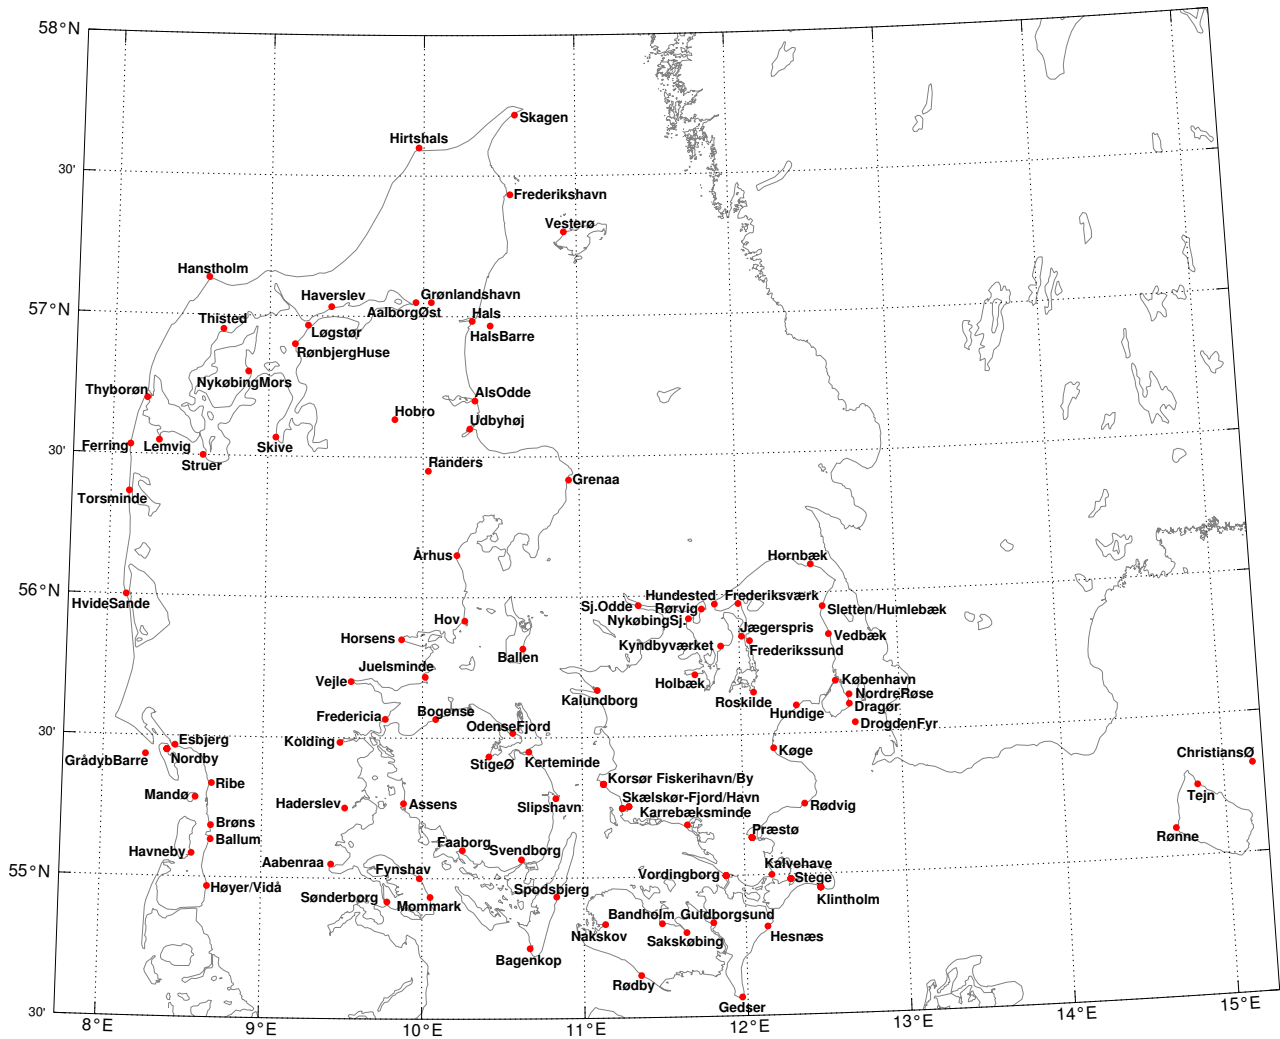 58°N
Skagen
Hirtshals
30'
Frederikshavn
Vesterø
Hanstholm
Haverslev
Grønlandshavn
57°N
AalborgØst
Hals
Thisted
Løgstør
HalsBarre
RønbjergHuse
NykøbingMors
Thyborøn
AlsOdde
Hobro
Udbyhøj
Ferring
Lemvig
Skive
30'
Struer
Randers
Grenaa
Torsminde
Århus
Hornbæk
56°N
HvideSande
Hundested
Frederiksværk
Sj.Odde
Rørvig
Sletten/Humlebæk
NykøbingSj.
Hov
Jægerspris
Vedbæk
Horsens
Kyndbyværket
Frederikssund
Ballen
Juelsminde
Vejle
Holbæk
København
Kalundborg
NordreRøse
Roskilde
Dragør
Hundige
Fredericia
Bogense
OdenseFjord
DrogdenFyr
30'
Esbjerg
Kolding
Køge
ChristiansØ
GrådybBarre
Nordby
StigeØ
Kerteminde
Ribe
Korsør Fiskerihavn/By
Mandø
Tejn
Haderslev
Assens
Slipshavn
Skælskør-Fjord/Havn
Rødvig
Karrebæksminde
Brøns
Præstø
Rønne
Ballum
Havneby
Faaborg
Svendborg
Aabenraa
Kalvehave
55°N
Fynshav
Vordingborg
Stege
Høyer/Vidå
Spodsbjerg
Sønderborg
Mommark
Klintholm
Bandholm
Guldborgsund
Nakskov
Sakskøbing
Hesnæs
Bagenkop
Rødby
Gedser
30'
8°E
9°E
10°E
11°E
12°E
13°E
14°E
15°E